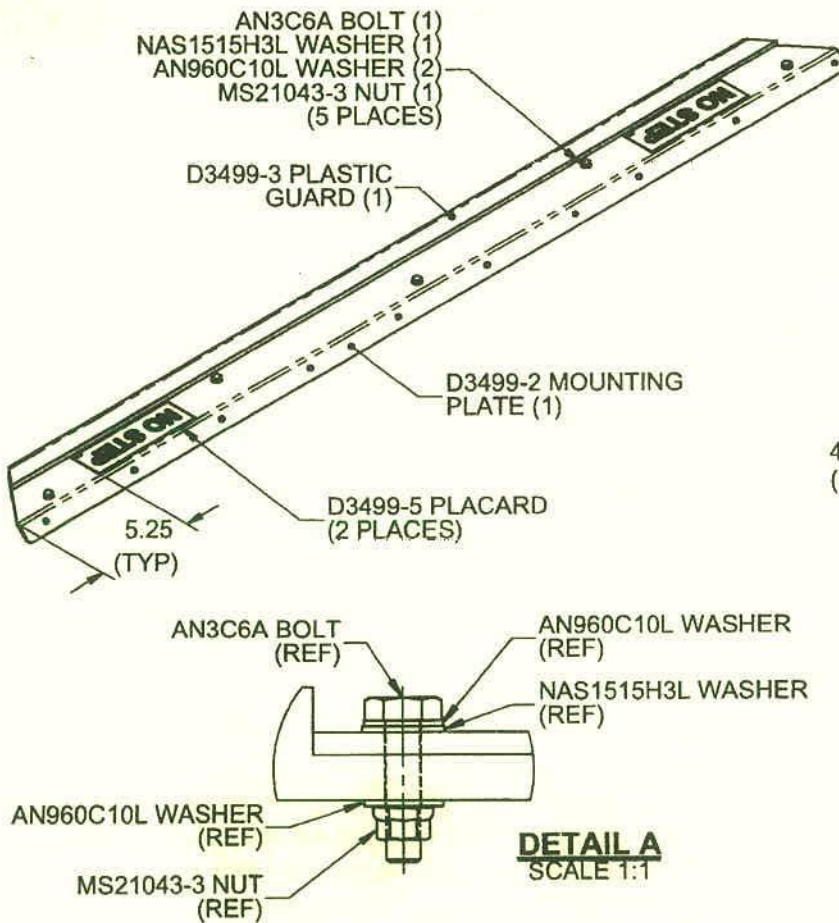 AN3C6A BOLT (1)
NAS1515H3L WASHER (1)
AN960C10L WASHER (2)
MS21043-3 NUT (1)
(5 PLACES)
NO STEP
D3499-3 PLASTIC
GUARD (1)
D3499-2 MOUNTING
PLATE (1)
NO STEP
D3499-5 PLACARD
(2 PLACES)
5.25
(TYP)
4
(
AN3C6A BOLT
(REF)
AN960C10L WASHER
(REF)
NAS1515H3L WASHER
(REF)
AN960C10L WASHER
(REF)
MS21043-3 NUT
(REF)
DETAIL A
SCALE 1:1